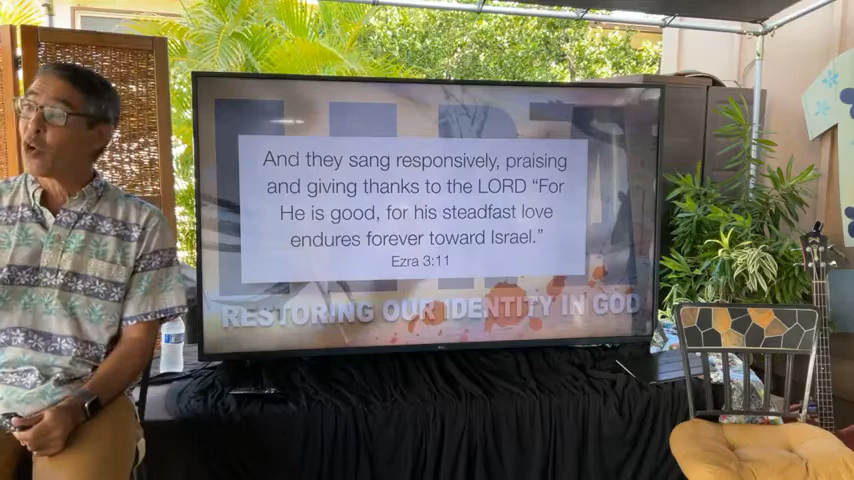 And they sang responsively, praising
and giving thanks to the LORD “For
He is good, for his steadfast love
endures forever toward Israel.”
Ezra 3:11
RESTORING OUR IDENTITY IN GOD